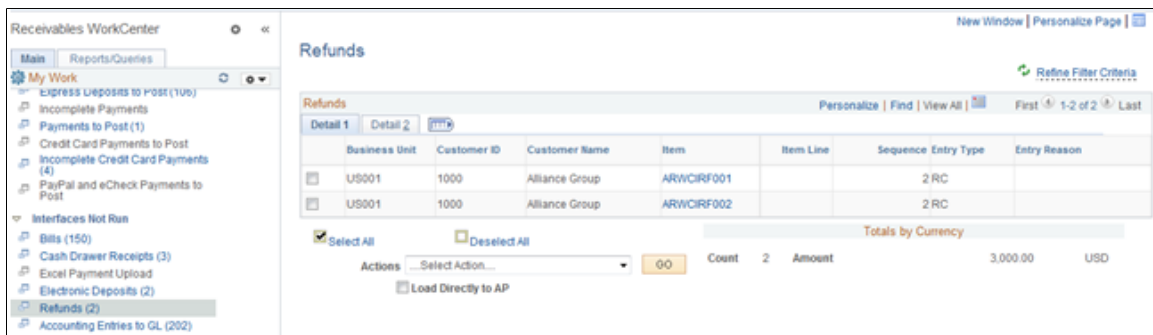 Receivables WorkCenter
Main Reports/Queries
My Work
Express Deposits to Post (106)
Incomplete Payments
Payments to Post (1)
Credit Card Payments to Post
Incomplete Credit Card Payments
(4)
PayPal and eCheck Payments to
Post
Interfaces Not Run
Bills (150)
Cash Drawer Receipts (3)
Excel Payment Upload
Electronic Deposits (2)
Refunds (2)
Accounting Entries to GL (202)
New Window | Personalize Page |
Refunds
Refine Filter Criteria
Refunds Personalize | Find | View All | First 1-2 of 2 Last
Detail 1 Detail 2
Business Unit Customer ID Customer Name Item Item Line Sequence Entry Type Entry Reason
US001 1000 Alliance Group ARWCIRF001 2 RC
US001 1000 Alliance Group ARWCIRF002 2 RC
Select All Deselect All
Actions ...Select Action... GO
Load Directly to AP
Totals by Currency
Count 2 Amount 3,000.00 USD